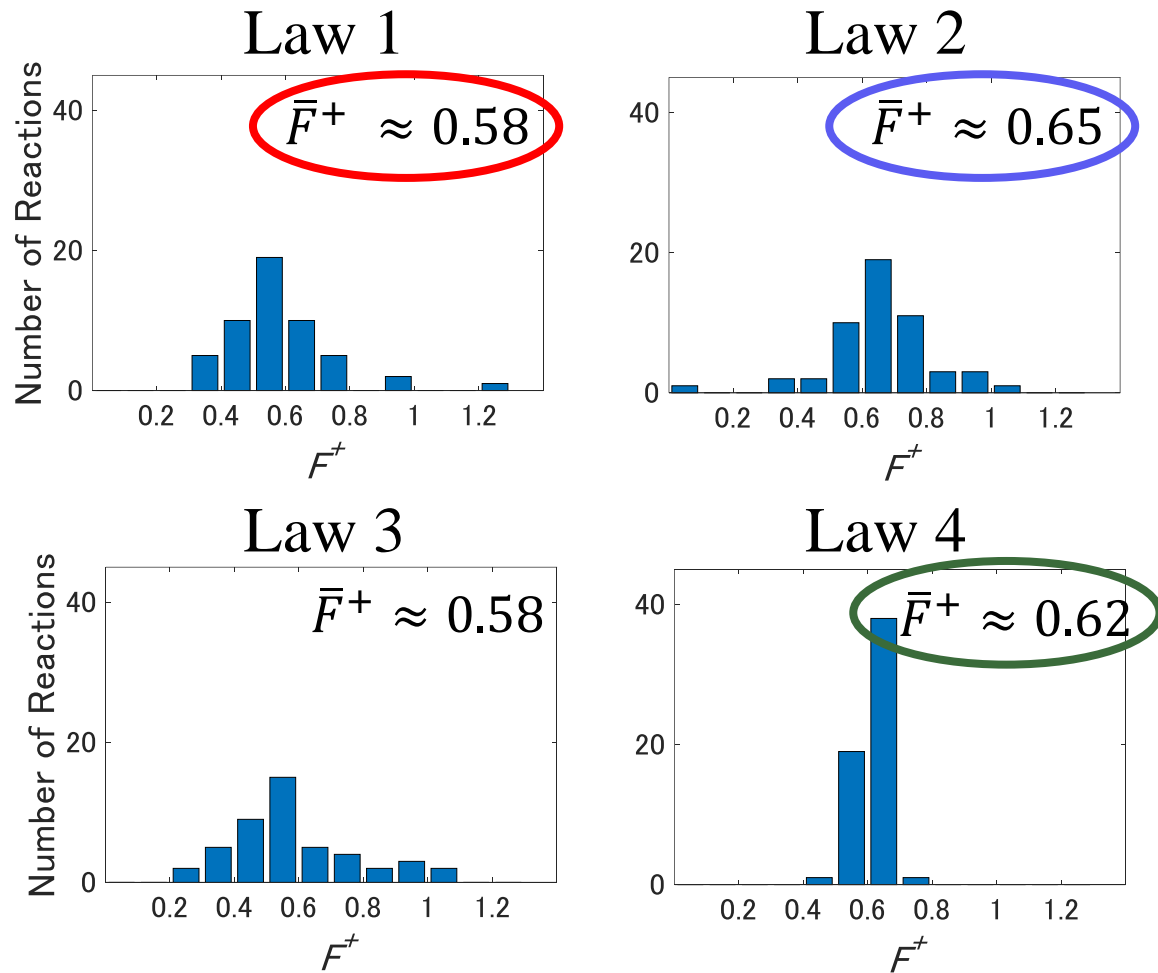 Law 1
F̄⁺ ≈ 0.58
Number of Reactions
40
20
0
0.2 0.4 0.6 0.8 1 1.2
F⁺
Law 2
F̄⁺ ≈ 0.65
40
20
0
0.2 0.4 0.6 0.8 1 1.2
F⁺
Law 3
F̄⁺ ≈ 0.58
Number of Reactions
40
20
0
0.2 0.4 0.6 0.8 1 1.2
F⁺
Law 4
F̄⁺ ≈ 0.62
40
20
0
0.2 0.4 0.6 0.8 1 1.2
F⁺